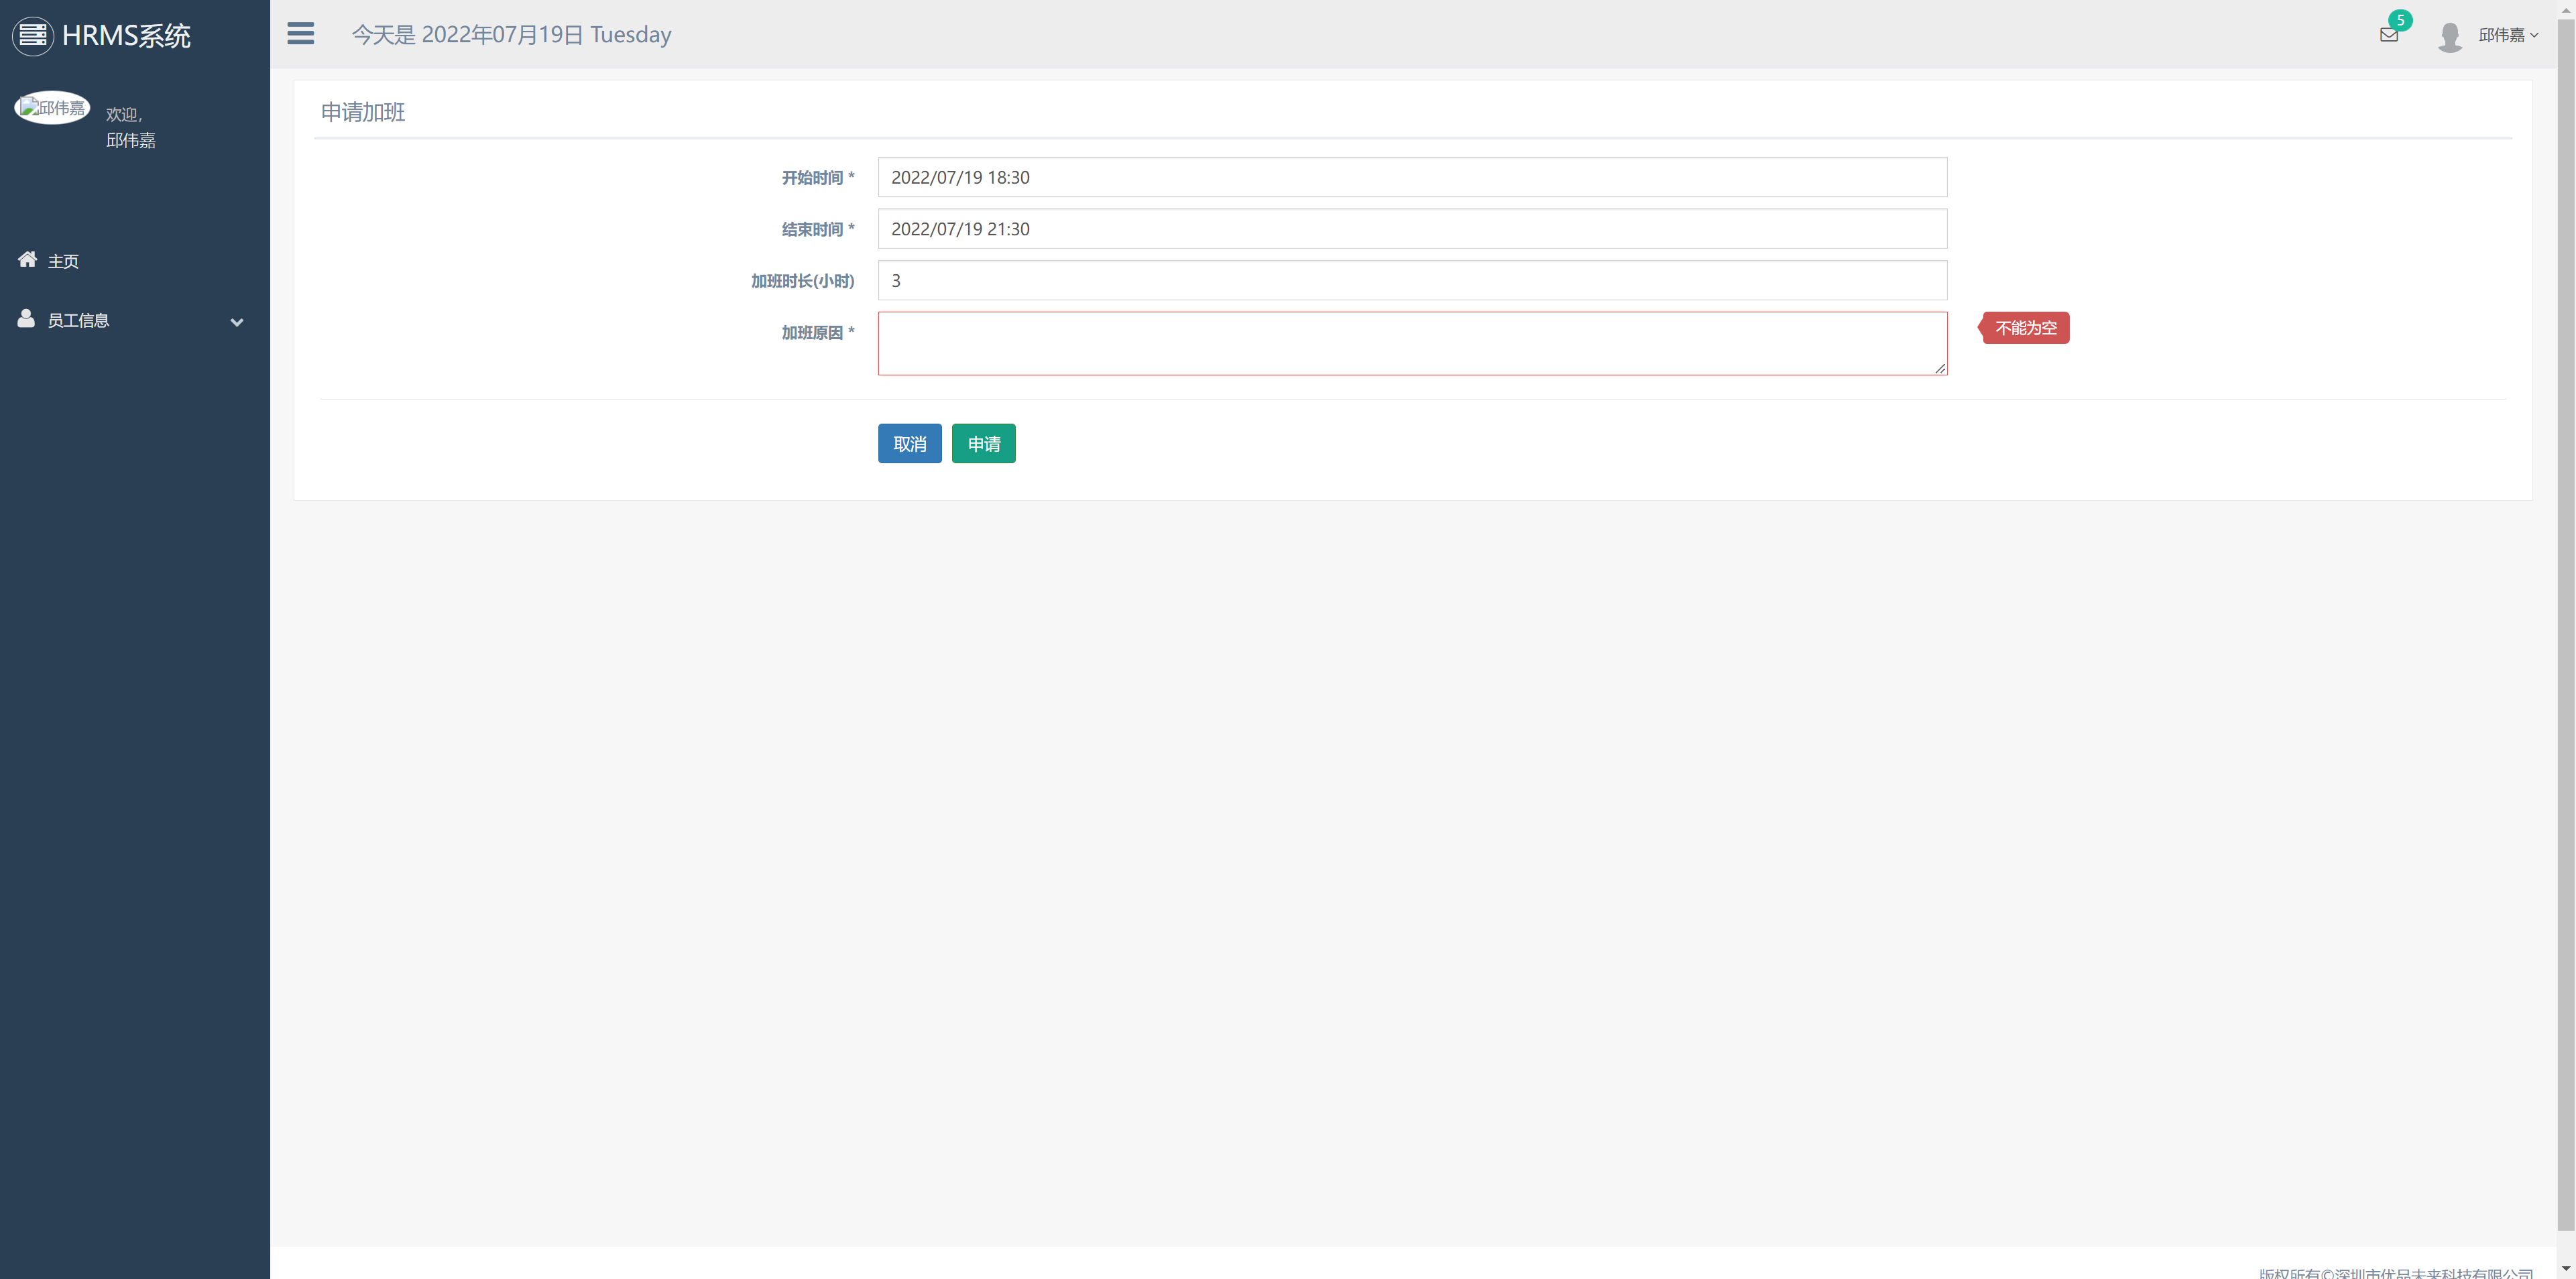 HRMS系统
今天是 2022年07月19日 Tuesday
5
邱伟嘉
邱伟嘉
欢迎,
邱伟嘉
主页
员工信息
申请加班
开始时间 *
2022/07/19 18:30
结束时间 *
2022/07/19 21:30
加班时长(小时)
3
加班原因 *
不能为空
取消
申请
版权所有©深圳市优品未来科技有限公司